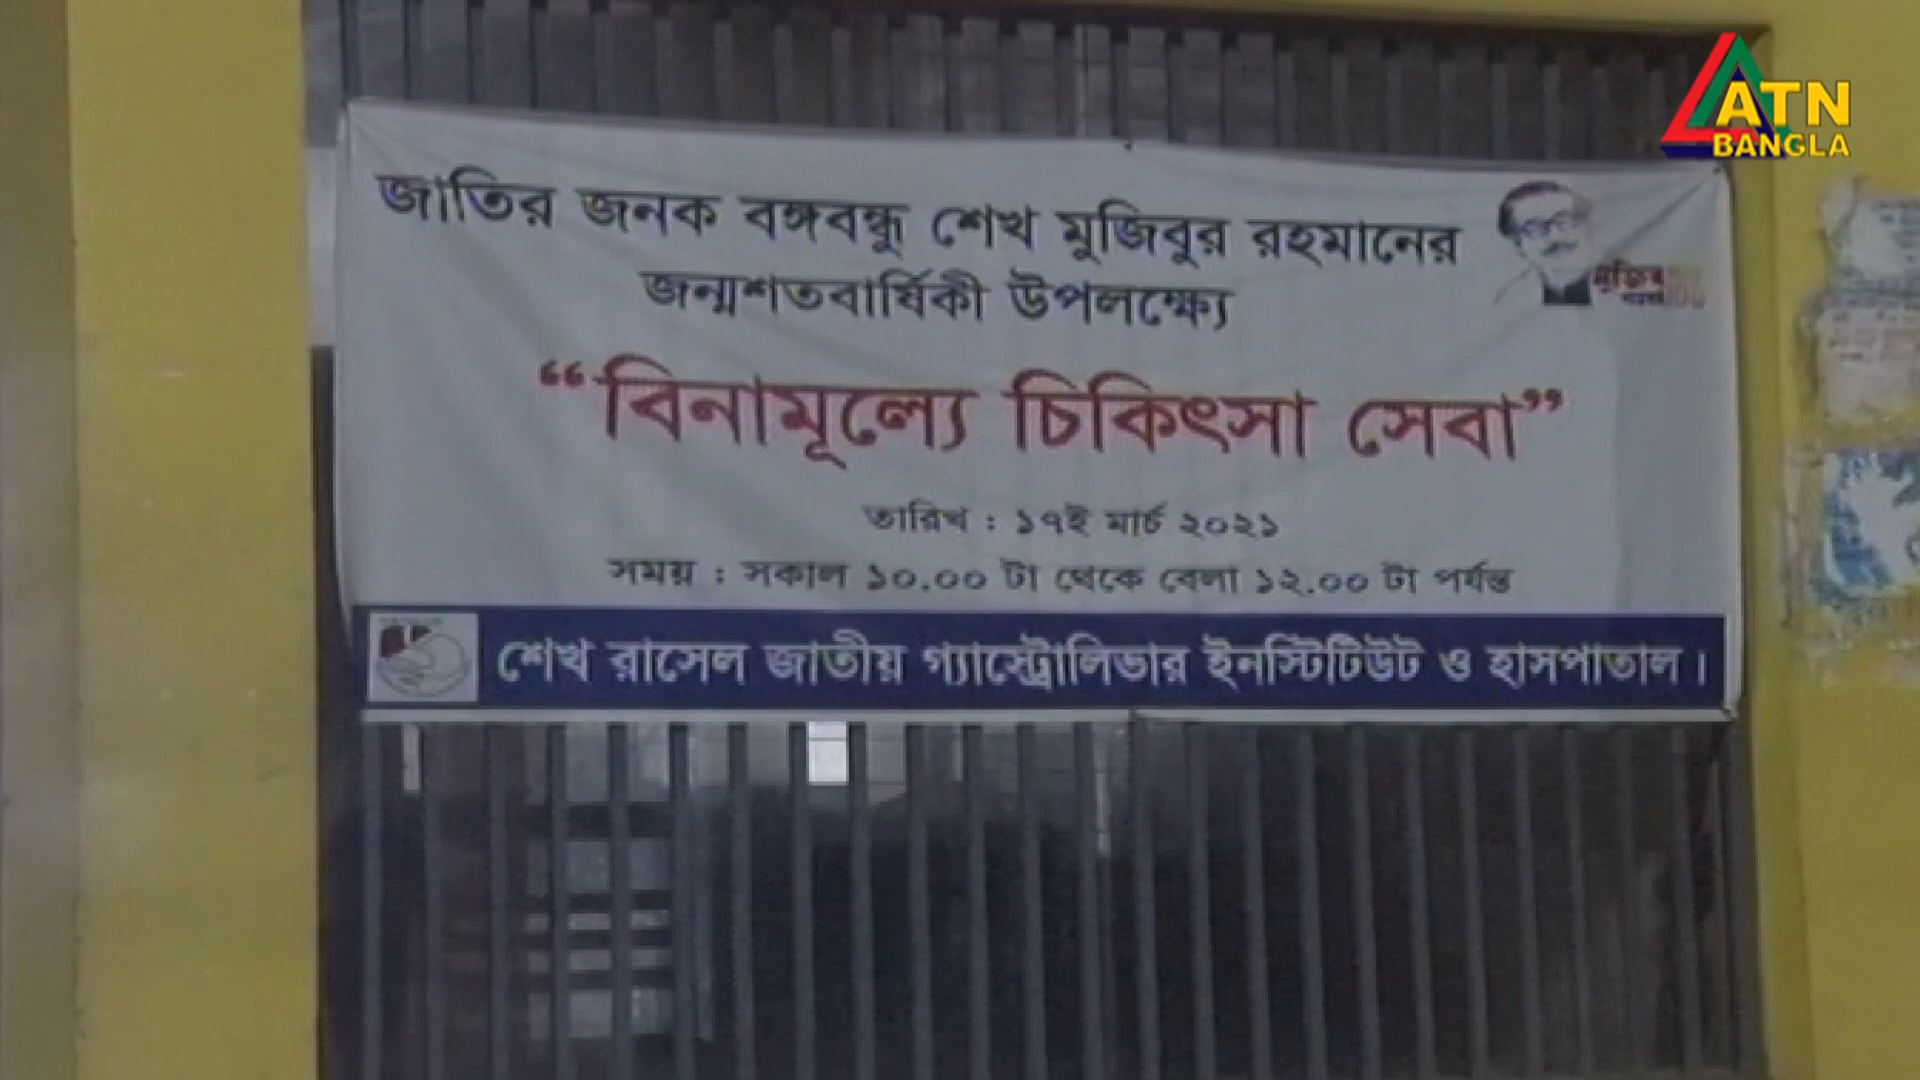 ATN
BANGLA
জাতির জনক বঙ্গবন্ধু শেখ মুজিবুর রহমানের
জন্মশতবার্ষিকী উপলক্ষ্যে
মুজিব
“বিনামূল্যে চিকিৎসা সেবা”
তারিখ : ১৭ই মার্চ ২০২১
সময় : সকাল ১০.০০ টা থেকে বেলা ১২.০০ টা পর্যন্ত
শেখ রাসেল জাতীয় গ্যাস্ট্রোলিভার ইনস্টিটিউট ও হাসপাতাল।